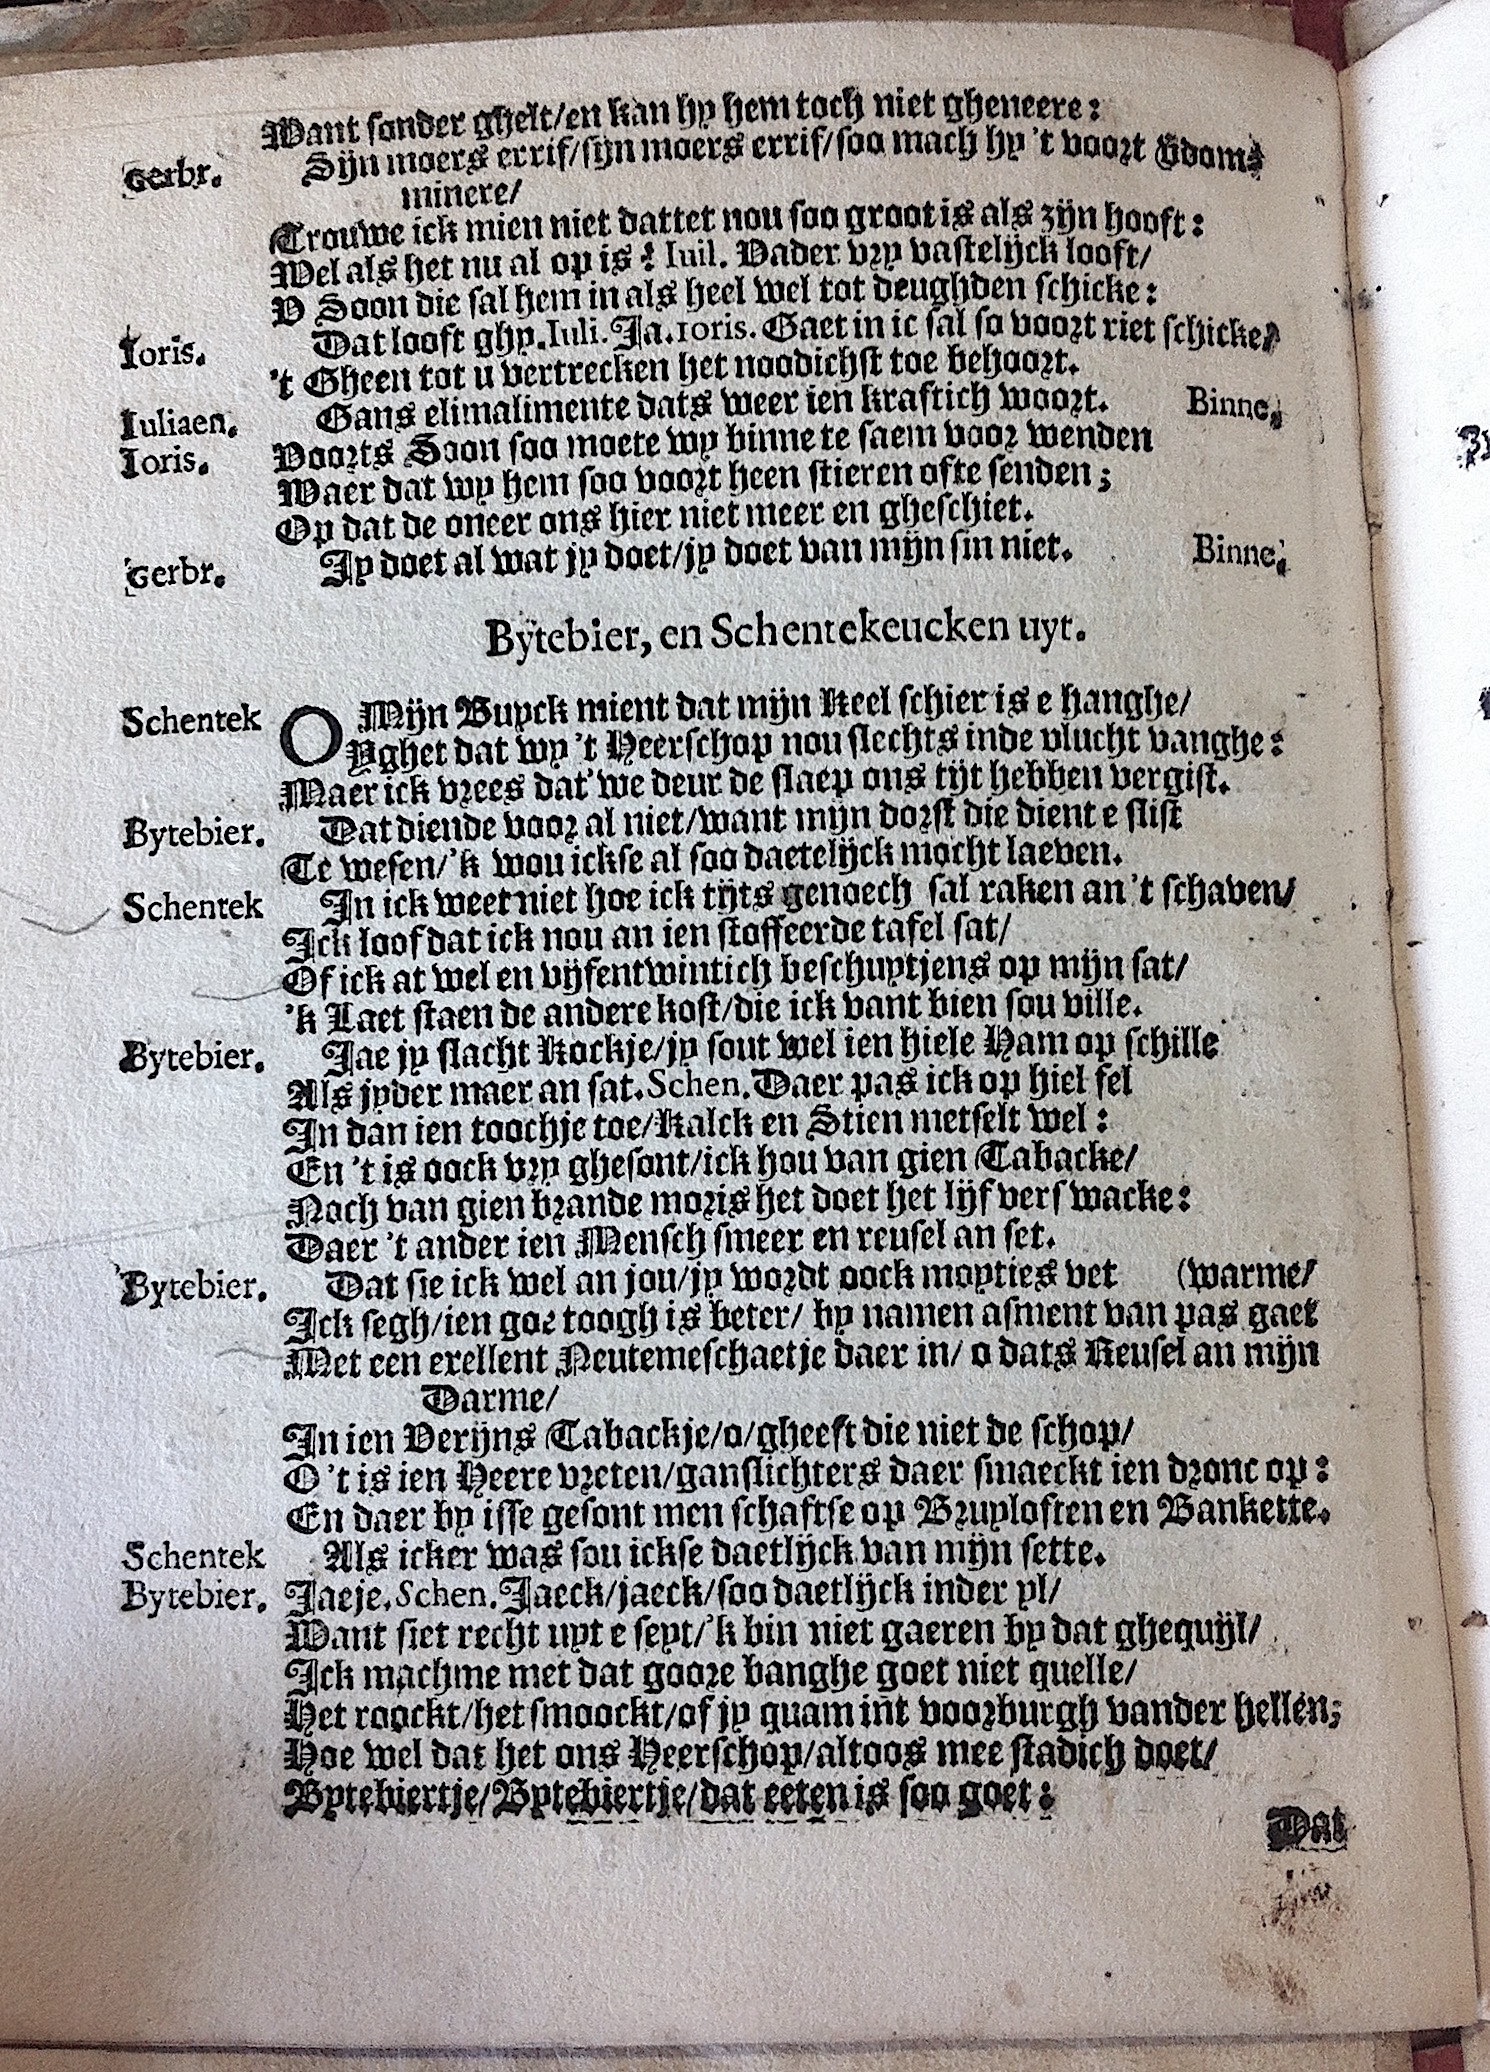 Want sonder ghelt/en kan hy hem toch niet gheneere:
Gerbr. Sijn moers errif/sijn moers errif/soo mach hy 't voort
minere/
Trouwe ick mien niet dattet nou soo groot is als zijn hooft:
Wel als het nu al op is? Iuil. Vader vry vastelijck looft/
V Soon die sal hem in als heel wel tot deughden schicke:
Ioris. Dat looft ghy. Iuli. Ja. Ioris. Gaet in ic sal so voort riet schicke/
't Gheen tot u vertrecken het noodichst toe behoort.
Iuliaen. Gans elimalimente dats weer ien kraftich woort. Binne.
Ioris. Voorts Soon soo moete wy binne te saem voor wenden
Waer dat wy hem soo voort heen stieren ofte senden;
Op dat de oneer ons hier niet meer en gheschiet.
Gerbr. Jy doet al wat jy doet/jy doet van mijn sin niet. Binne.
Bytebier, en Schentekeucken uyt.
Schentek O Mijn Buyck mient dat mijn Keel schier is e hanghe/
Yghet dat wy 't Heerschop nou slechts inde vlucht vanghe:
Maer ick vrees dat we deur de slaep ons tijt hebben vergist.
Bytebier. Dat diende voor al niet/want mijn dorst die dient e slist
Te wesen/'k wou ickse al soo daetelijck mocht laeven.
Schentek In ick weet niet hoe ick tijts genoech sal raken an 't schaven/
Ick loof dat ick nou an ien stoffeerde tafel sat/
Of ick at wel en vijfentwintich beschuytjens op mijn sat/
'k Laet staen de andere kost/die ick vant bien sou ville.
Bytebier. Jae jy slacht Kockje/jy sout wel ien hiele Ham op schille
Als jyder maer an sat. Schen. Daer pas ick op hiel fel
In dan ien toochje toe/Kalck en Stien metselt wel:
En 't is oock vry ghesont/ick hou van gien Tabacke/
Noch van gien brande moris het doet het lijf verswacke:
Daer 't ander ien Mensch smeer en reusel an set.
Bytebier. Dat sie ick wel an jou/jy wordt oock moyties vet (warme/
Ick segh/ien goe toogh is beter/ by namen asment van pas gaet
Met een exellent Neutemeschaetje daer in/ o dats Reusel an mijn
Darme/
In ien Verijns Tabackje/o/gheeft die niet de schop/
O 't is ien Heere vreten/ganslichters daer smaeckt ien dronc op:
En daer by isse gesont men schaftse op Bruyloften en Bankette.
Schentek Als icker was sou ickse daetlijck van mijn sette.
Bytebier. Jaeje. Schen. Jaeck/jaeck/soo daetlijck inder yl/
Want siet recht uyt e seyt/'k bin niet gaeren by dat ghequijl/
Ick machme met dat goore banghe goet niet quelle/
Het roockt/het smoockt/of jy quam int voorburgh vander hellen;
Hoe wel dat het ons Heerschop/altoos mee stadich doet/
Bytebiertje/Bytebiertje/dat eeten is soo goet:
Dat